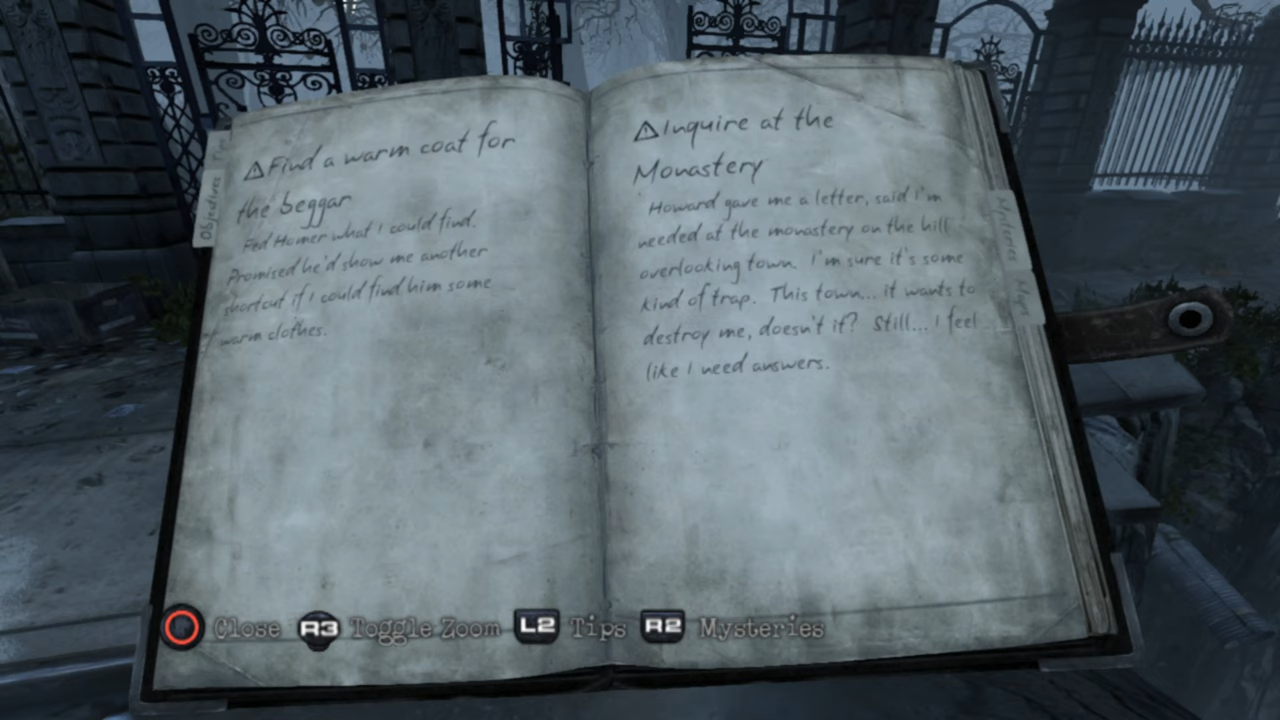 Objectives
⚠Find a warm coat for
the beggar
Fed Homer what I could find.
Promised he'd show me another
shortcut if I could find him some
warm clothes.
⚠Inquire at the
Monastery
Howard gave me a letter, said I'm
needed at the monastery on the hill
overlooking town. I'm sure it's some
kind of trap. This town... it wants to
destroy me, doesn't it? Still... I feel
like I need answers.
Mysteries
Maps
Close R3 Toggle Zoom L2 Tips R2 Mysteries